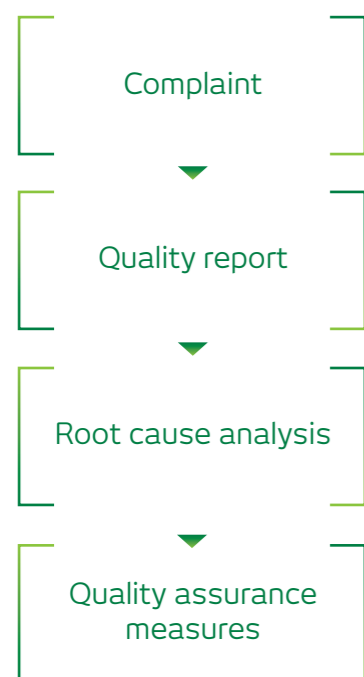 Complaint
Quality report
Root cause analysis
Quality assurance
measures